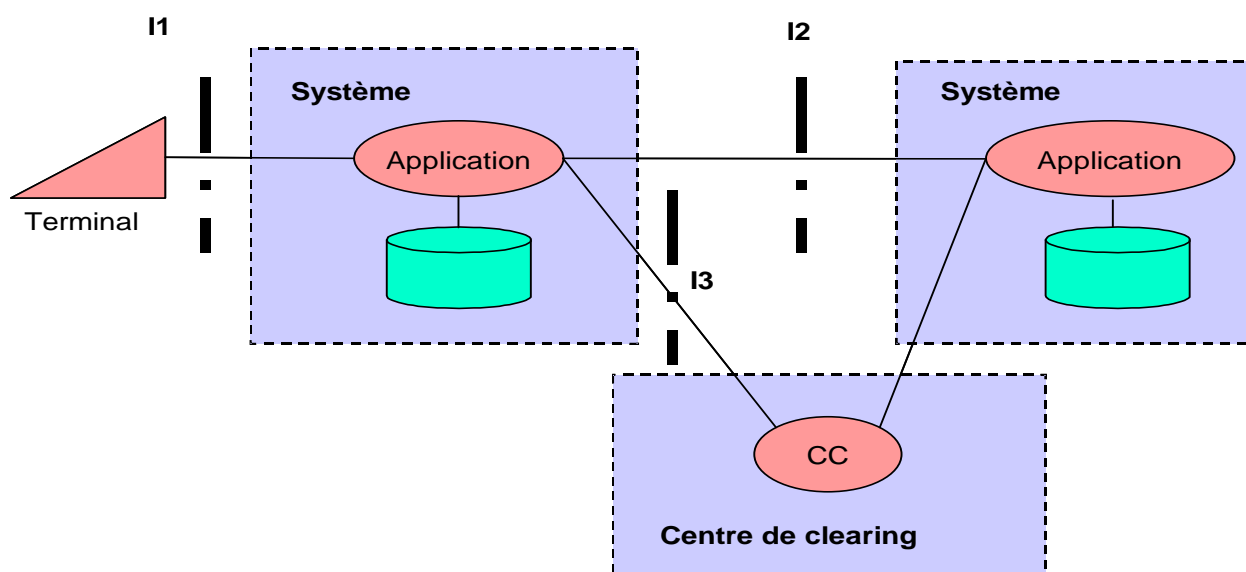 I1
I2
Système
Système
Application
Application
Terminal
I3
CC
Centre de clearing